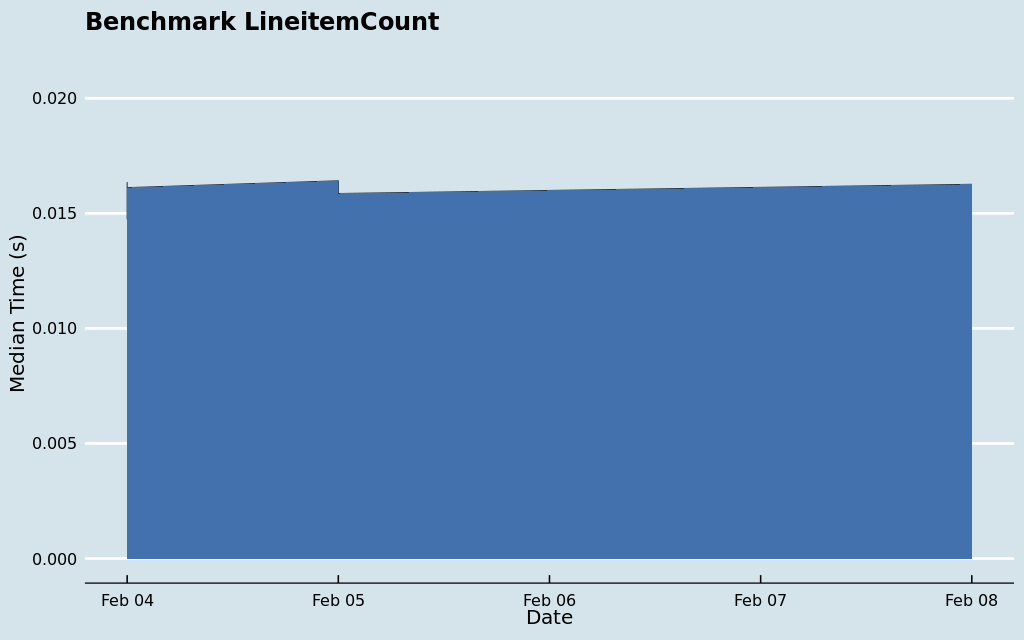 Benchmark LineitemCount
0.020
0.015
0.010
0.005
0.000
Median Time (s)
Feb 04 Feb 05 Feb 06 Feb 07 Feb 08
Date